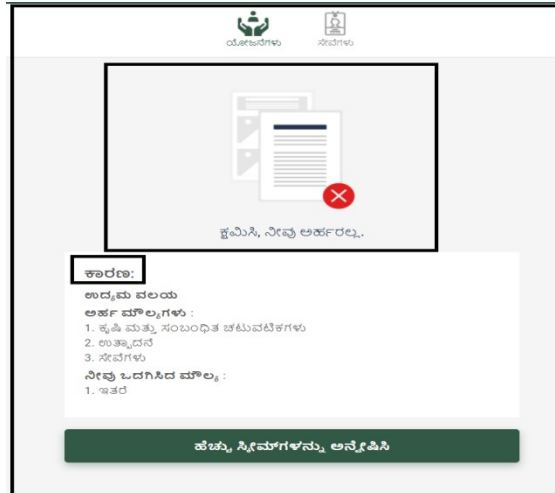 ಯೋಜನೆಗಳು ಸೇವೆಗಳು
ಕ್ಷಮಿಸಿ, ನೀವು ಅರ್ಹರಲ್ಲ.
ಕಾರಣ:
ಉದ್ಯಮ ವಲಯ
ಅರ್ಹ ಮೌಲ್ಯಗಳು :
1. ಕೃಷಿ ಮತ್ತು ಸಂಬಂಧಿತ ಚಟುವಟಿಕಗಳು
2. ಉತ್ಪಾದನೆ
3. ಸೇವೆಗಳು
ನೀವು ಒದಗಿಸಿದ ಮೌಲ್ಯ :
1. ಇತರೆ
ಹೆಚ್ಚು ಸ್ಕೀಮ್‌ಗಳನ್ನು ಅನ್ವೇಷಿಸಿ